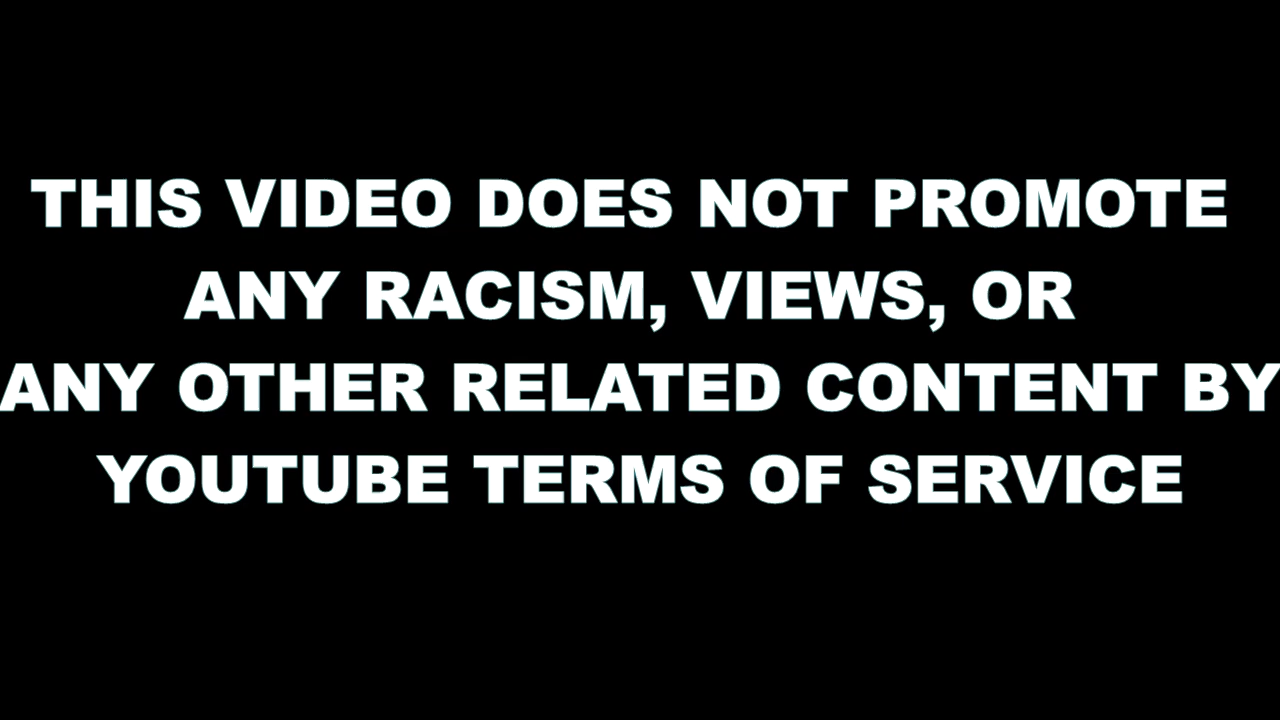 THIS VIDEO DOES NOT PROMOTE
ANY RACISM, VIEWS, OR
ANY OTHER RELATED CONTENT BY
YOUTUBE TERMS OF SERVICE